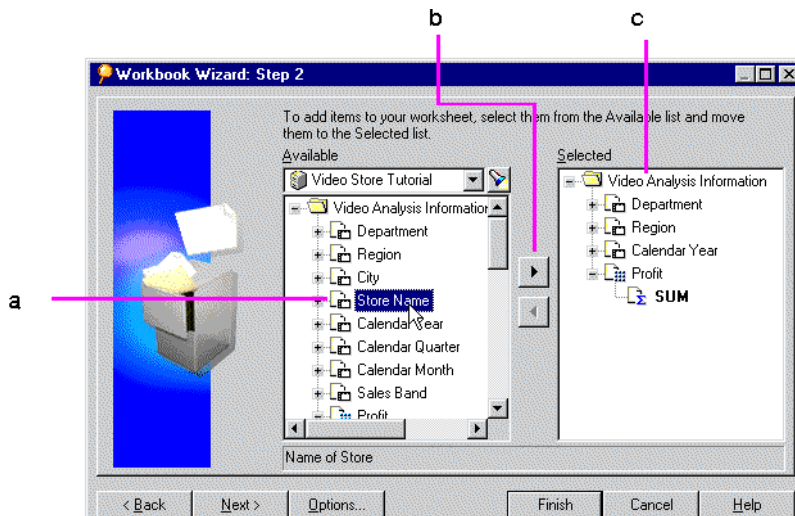 b
c
Workbook Wizard: Step 2
To add items to your worksheet, select them from the Available list and move
them to the Selected list.
Available
Selected
Video Store Tutorial
Video Analysis Information
Department
Region
City
Store Name
Calendar Year
Calendar Quarter
Calendar Month
Sales Band
Profit
Video Analysis Information
Department
Region
Calendar Year
Profit
SUM
a
Name of Store
< Back
Next >
Options...
Finish
Cancel
Help